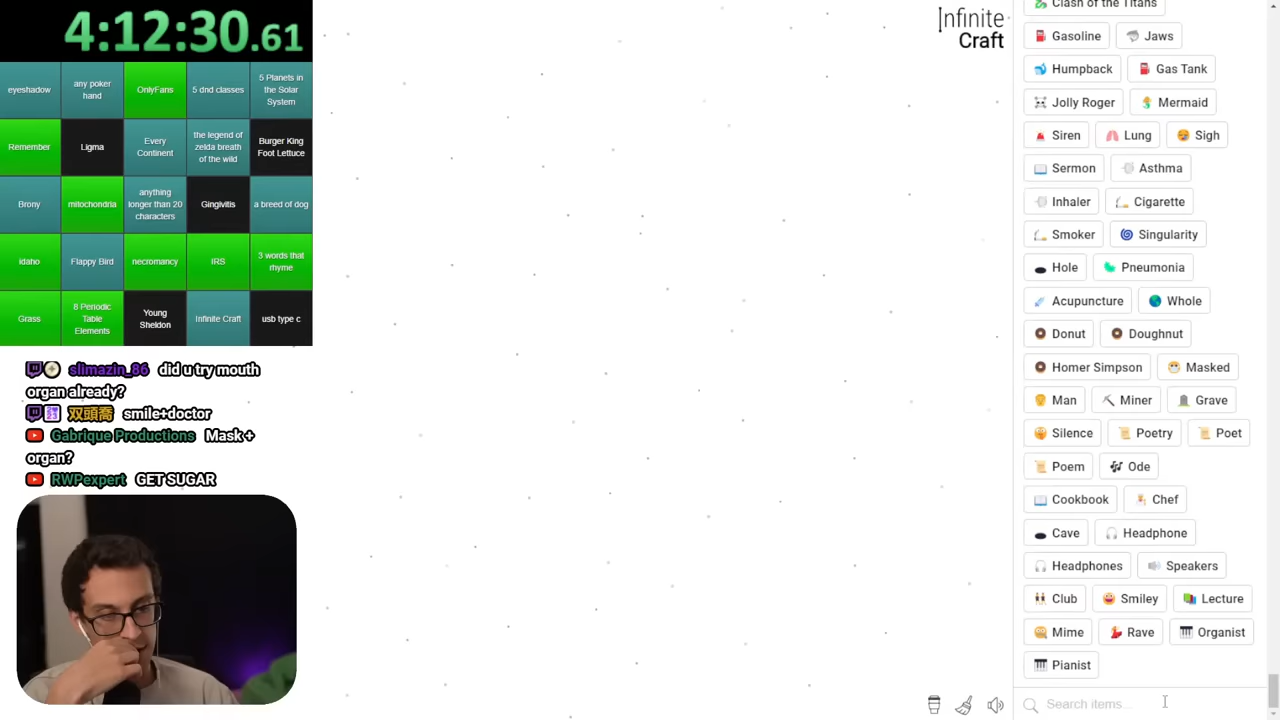 4:12:30.61
eyeshadow
any poker
hand
OnlyFans
5 dnd classes
5 Planets in
the Solar
System
Remember
Ligma
Every
Continent
the legend of
zelda breath
of the wild
Burger King
Foot Lettuce
Brony
mitochondria
anything
longer than 20
characters
Gingivitis
a breed of dog
idaho
Flappy Bird
necromancy
IRS
3 words that
rhyme
Grass
8 Periodic
Table
Elements
Young
Sheldon
Infinite Craft
usb type c
slimazin_86 did u try mouth
organ already?
双頭喬 smile+doctor
Gabrique Productions Mask +
organ?
RWPexpert GET SUGAR
Infinite
Craft
Clash of the Titans
Gasoline Jaws
Humpback Gas Tank
Jolly Roger Mermaid
Siren Lung Sigh
Sermon Asthma
Inhaler Cigarette
Smoker Singularity
Hole Pneumonia
Acupuncture Whole
Donut Doughnut
Homer Simpson Masked
Man Miner Grave
Silence Poetry Poet
Poem Ode
Cookbook Chef
Cave Headphone
Headphones Speakers
Club Smiley Lecture
Mime Rave Organist
Pianist
Search items...